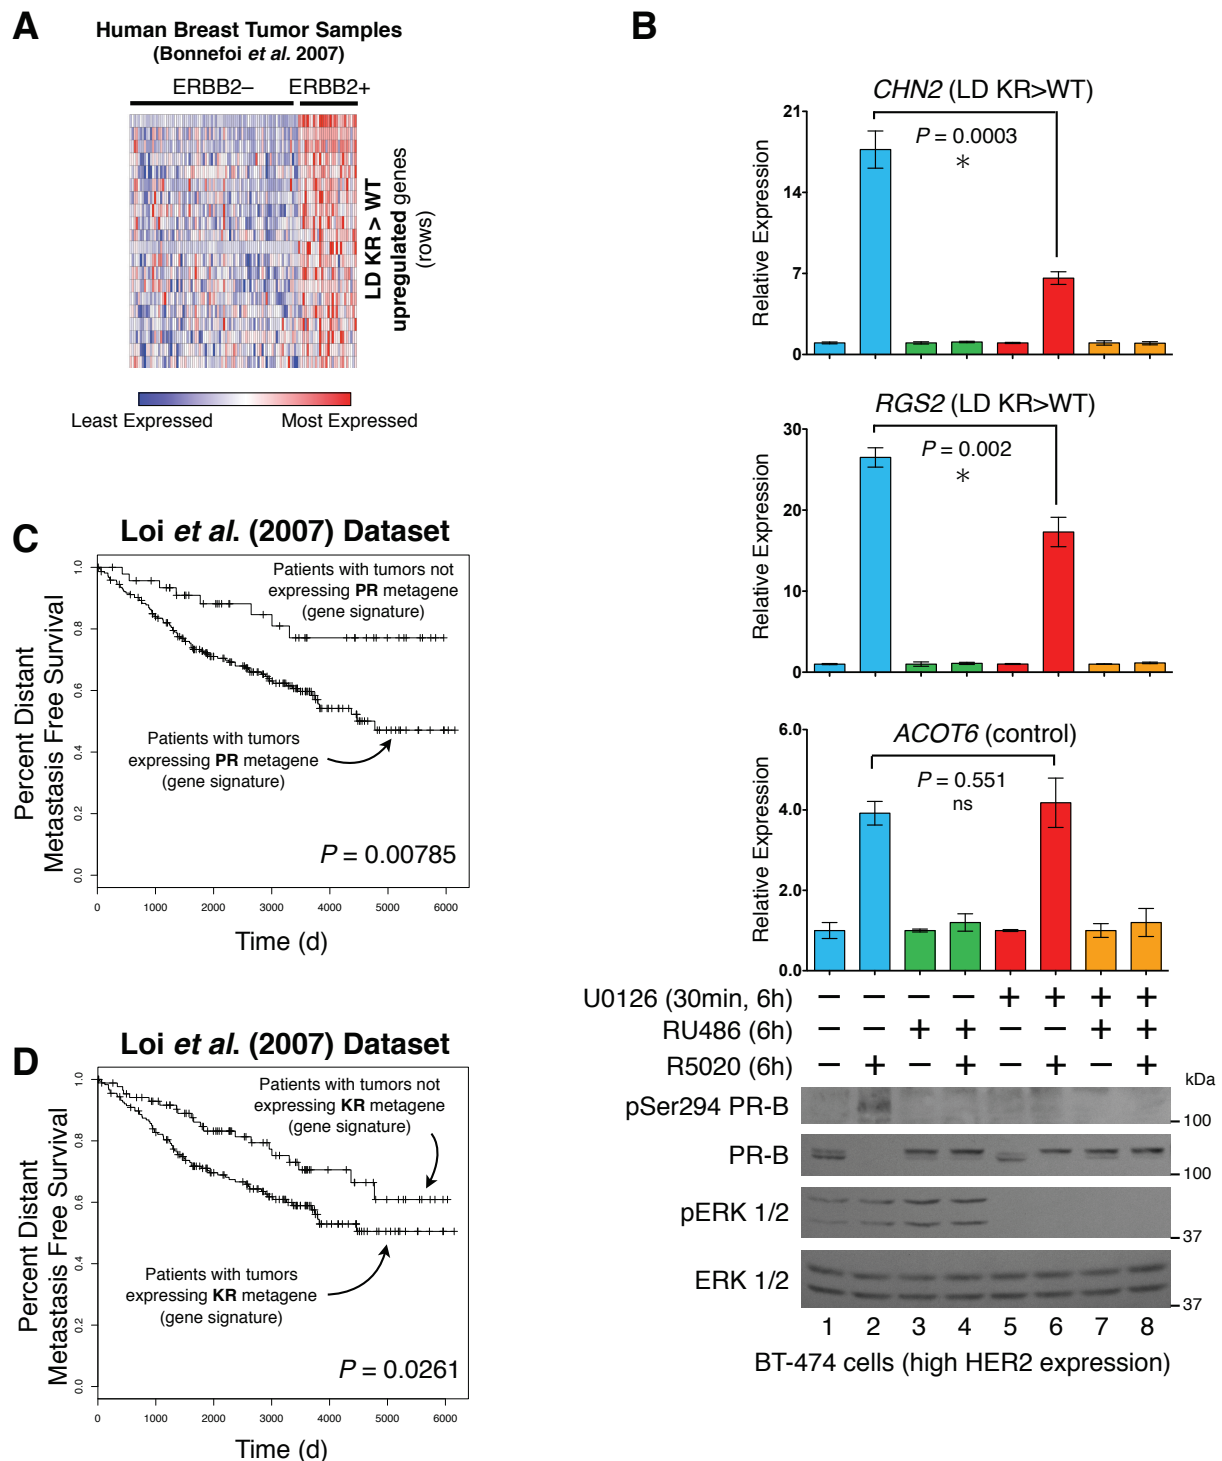 A
Human Breast Tumor Samples
(Bonnefoi et al. 2007)
ERBB2–
ERBB2+
LD KR > WT
upregulated genes
(rows)
Least Expressed
Most Expressed
B
CHN2 (LD KR>WT)
P = 0.0003
*
Relative Expression
21
14
7
0
RGS2 (LD KR>WT)
P = 0.002
*
Relative Expression
30
20
10
0
ACOT6 (control)
P = 0.551
ns
Relative Expression
6.0
4.0
2.0
0.0
U0126 (30min, 6h) – – – – + + + +
RU486 (6h) – – + + – – + +
R5020 (6h) – + – + – + – +
kDa
pSer294 PR-B
100
PR-B
100
pERK 1/2
37
ERK 1/2
37
1 2 3 4 5 6 7 8
BT-474 cells (high HER2 expression)
C
Loi et al. (2007) Dataset
Patients with tumors not
expressing PR metagene
(gene signature)
Patients with tumors
expressing PR metagene
(gene signature)
P = 0.00785
Percent Distant
Metastasis Free Survival
1.0
0.8
0.6
0.4
0.2
0.0
0 1000 2000 3000 4000 5000 6000
Time (d)
D
Loi et al. (2007) Dataset
Patients with tumors not
expressing KR metagene
(gene signature)
Patients with tumors
expressing KR metagene
(gene signature)
P = 0.0261
Percent Distant
Metastasis Free Survival
1.0
0.8
0.6
0.4
0.2
0.0
0 1000 2000 3000 4000 5000 6000
Time (d)